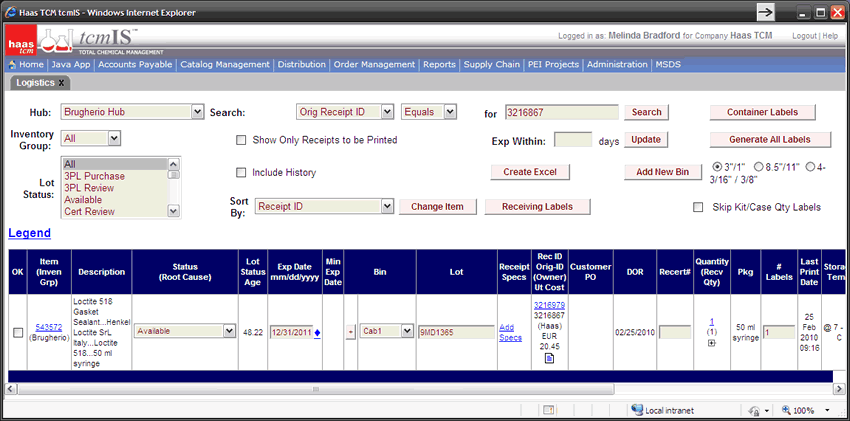 Haas TCM tcmIS - Windows Internet Explorer
haas
tcm
tcmIS™
TOTAL CHEMICAL MANAGEMENT
Logged in as: Melinda Bradford for Company Haas TCM
Logout | Help
Home | Java App | Accounts Payable | Catalog Management | Distribution | Order Management | Reports | Supply Chain | PEI Projects | Administration | MSDS
Logistics X
Hub: Brugherio Hub Search: Orig Receipt ID Equals for 3216867 Search Container Labels
Inventory
Group: All Show Only Receipts to be Printed Exp Within: days Update Generate All Labels
Lot
Status:
All
3PL Purchase
3PL Review
Available
Cert Review
Include History Create Excel Add New Bin 3"/1" 8.5"/11" 4-
3/16" / 3/8"
Sort
By: Receipt ID Change Item Receiving Labels Skip Kit/Case Qty Labels
Legend
OK
Item
(Inven
Grp)
Description
Status
(Root Cause)
Lot
Status
Age
Exp Date
mm/dd/yyyy
Min
Exp
Date
Bin
Lot
Receipt
Specs
Rec ID
Orig-ID
(Owner)
Ut Cost
Customer
PO
DOR
Recert#
Quantity
(Recv
Qty)
Pkg
#
Labels
Last
Print
Date
Storag
Tem
543572
(Brugherio)
Loctite 518
Gasket
Sealant...Henkel
Loctite SrL
Italy...Loctite
518...50 ml
syringe
Available
48.22
12/31/2011
+
Cab1
9MD1365
Add
Specs
3216979
3216867
(Haas)
EUR
20.45
02/25/2010
1
(1)
50 ml
syringe
1
25
Feb
2010
09:16
@ 7 -
C
Local intranet
100%